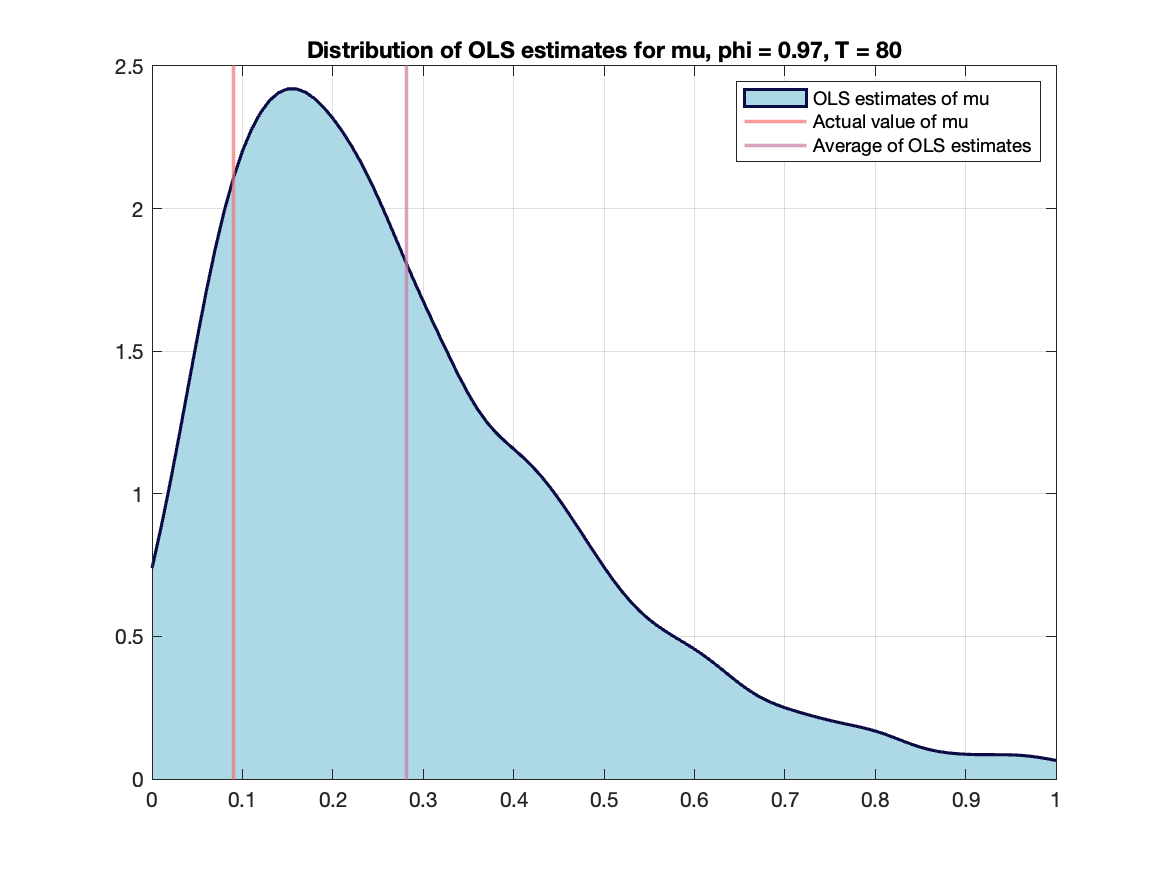 Distribution of OLS estimates for mu, phi = 0.97, T = 80
OLS estimates of mu
Actual value of mu
Average of OLS estimates
2.5
2
1.5
1
0.5
0
0 0.1 0.2 0.3 0.4 0.5 0.6 0.7 0.8 0.9 1